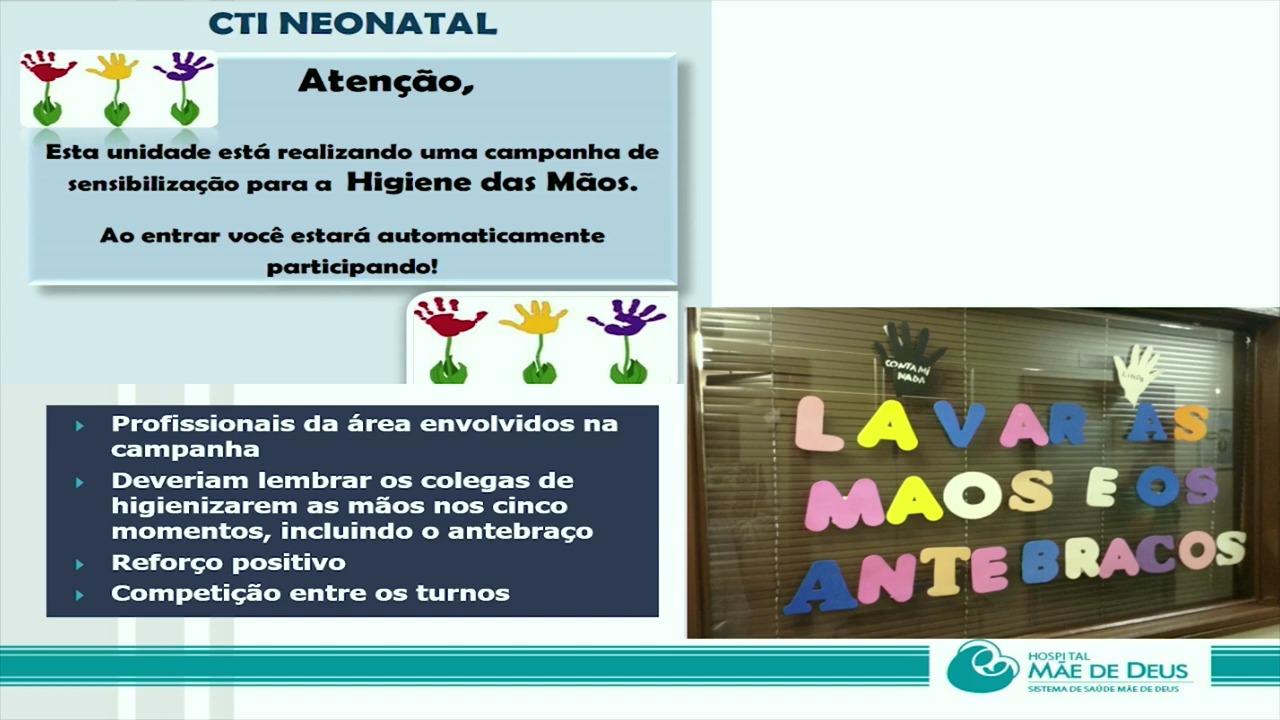 CTI NEONATAL
Atenção,
Esta unidade está realizando uma campanha de
sensibilização para a Higiene das Mãos.
Ao entrar você estará automaticamente
participando!
Profissionais da área envolvidos na
campanha
Deveriam lembrar os colegas de
higienizarem as mãos nos cinco
momentos, incluindo o antebraço
Reforço positivo
Competição entre os turnos
CONTAMI
NADA
LIMPA
LAVAR AS
MAOS E OS
ANTEBRACOS
HOSPITAL
MÃE DE DEUS
SISTEMA DE SAÚDE MÃE DE DEUS